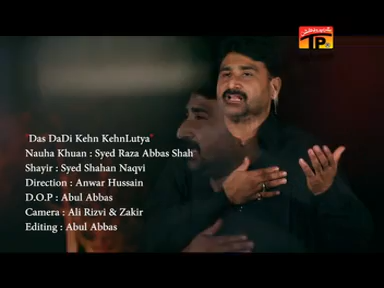 TP
"Das DaDi Kehn KehnLutya"
Nauha Khuan : Syed Raza Abbas Shah
Shayir : Syed Shahan Naqvi
Direction : Anwar Hussain
D.O.P : Abul Abbas
Camera : Ali Rizvi & Zakir
Editing : Abul Abbas